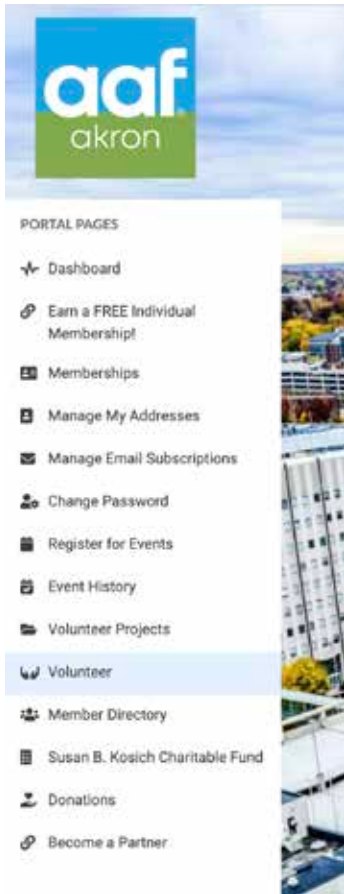 aaf
akron
PORTAL PAGES
Dashboard
Earn a FREE Individual
Membership!
Memberships
Manage My Addresses
Manage Email Subscriptions
Change Password
Register for Events
Event History
Volunteer Projects
Volunteer
Member Directory
Susan B. Kosich Charitable Fund
Donations
Become a Partner